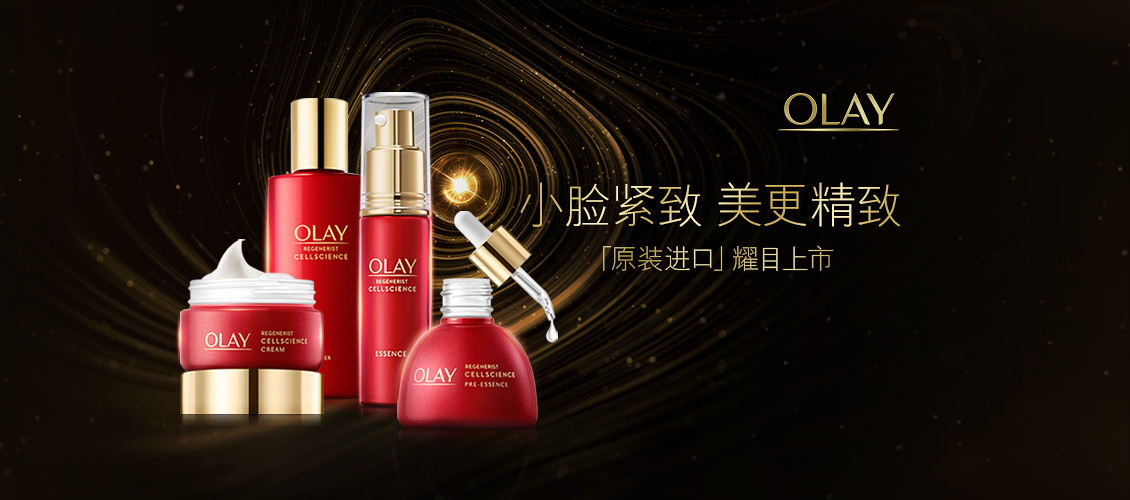 OLAY
小脸紧致 美更精致
「原装进口」耀目上市
OLAY
REGENERIST
CELLSCIENCE
OLAY
REGENERIST
CELLSCIENCE
ESSENCE
OLAY
REGENERIST
CELLSCIENCE
CREAM
OLAY
REGENERIST
CELLSCIENCE
PRE-ESSENCE